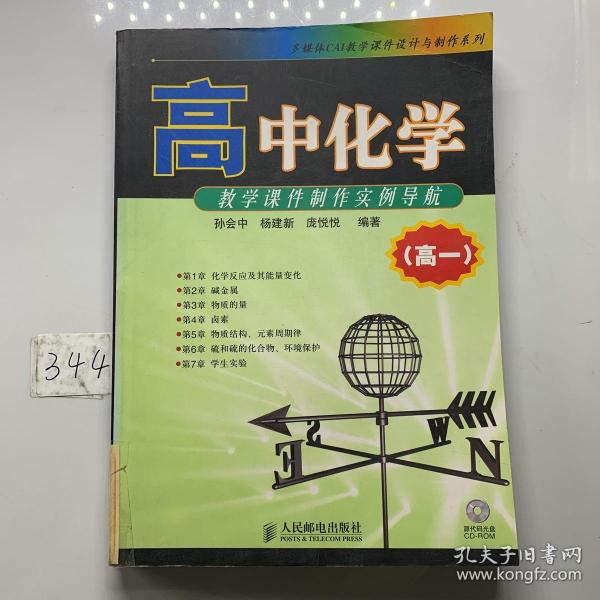 多媒体CAI教学课件设计与制作系列
高中化学
教学课件制作实例导航
孙会中 杨建新 庞悦悦 编著
(高一)
●第1章 化学反应及其能量变化
●第2章 碱金属
●第3章 物质的量
●第4章 卤素
●第5章 物质结构、元素周期律
●第6章 硫和硫的化合物、环境保护
●第7章 学生实验
344
S
W
E
N
人民邮电出版社
POSTS & TELECOM PRESS
源代码光盘
CD-ROM
孔夫子旧书网
www.kongfz.com